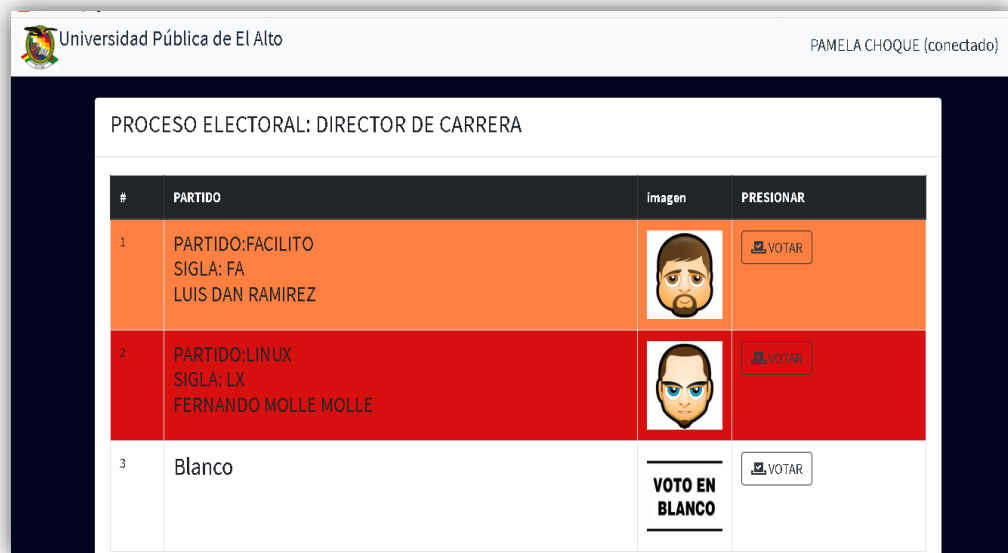 Universidad Pública de El Alto
PAMELA CHOQUE (conectado)
PROCESO ELECTORAL: DIRECTOR DE CARRERA
# PARTIDO imagen PRESIONAR
1 PARTIDO:FACILITO VOTAR
SIGLA: FA
LUIS DAN RAMIREZ
2 PARTIDO:LINUX VOTAR
SIGLA: LX
FERNANDO MOLLE MOLLE
3 Blanco VOTAR
VOTO EN
BLANCO